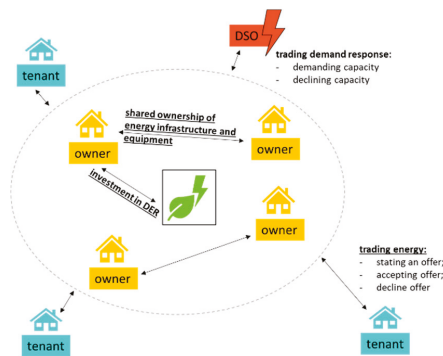 DSO
trading demand response:
- demanding capacity
- declining capacity
tenant
shared ownership of
energy infrastructure and
equipment
owner
owner
investment in DER
owner
owner
trading energy:
- stating an offer;
- accepting offer;
- decline offer
tenant
tenant